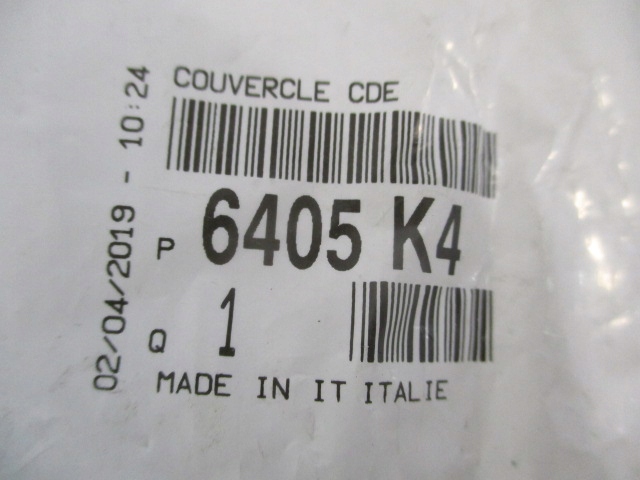 COUVERCLE CDE
P 6405 K4
Q 1
MADE IN IT ITALIE
02/04/2019 - 10:24